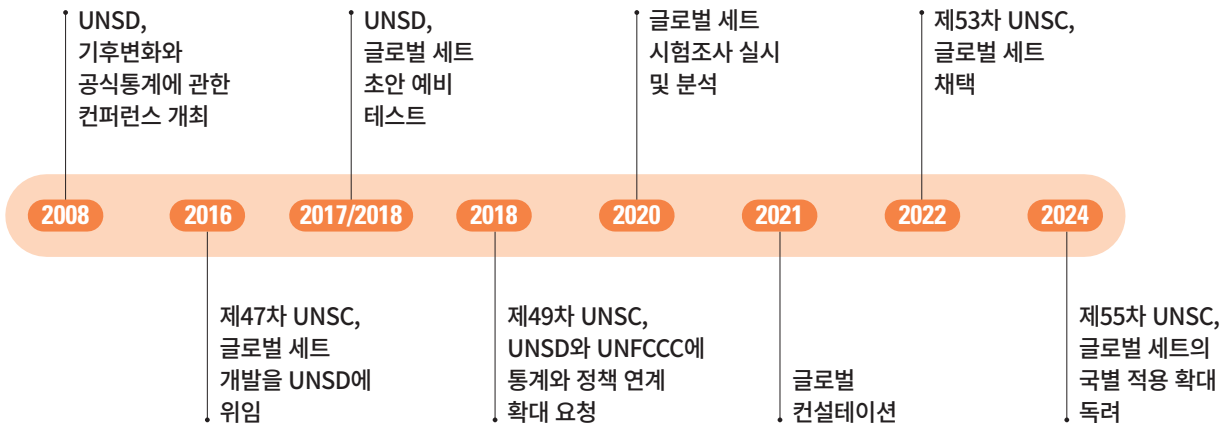 UNSD,
기후변화와
공식통계에 관한
컨퍼런스 개최
UNSD,
글로벌 세트
초안 예비
테스트
글로벌 세트
시험조사 실시
및 분석
제53차 UNSC,
글로벌 세트
채택
2008
2016
2017/2018
2018
2020
2021
2022
2024
제47차 UNSC,
글로벌 세트
개발을 UNSD에
위임
제49차 UNSC,
UNSD와 UNFCCC에
통계와 정책 연계
확대 요청
글로벌
컨설테이션
제55차 UNSC,
글로벌 세트의
국별 적용 확대
독려